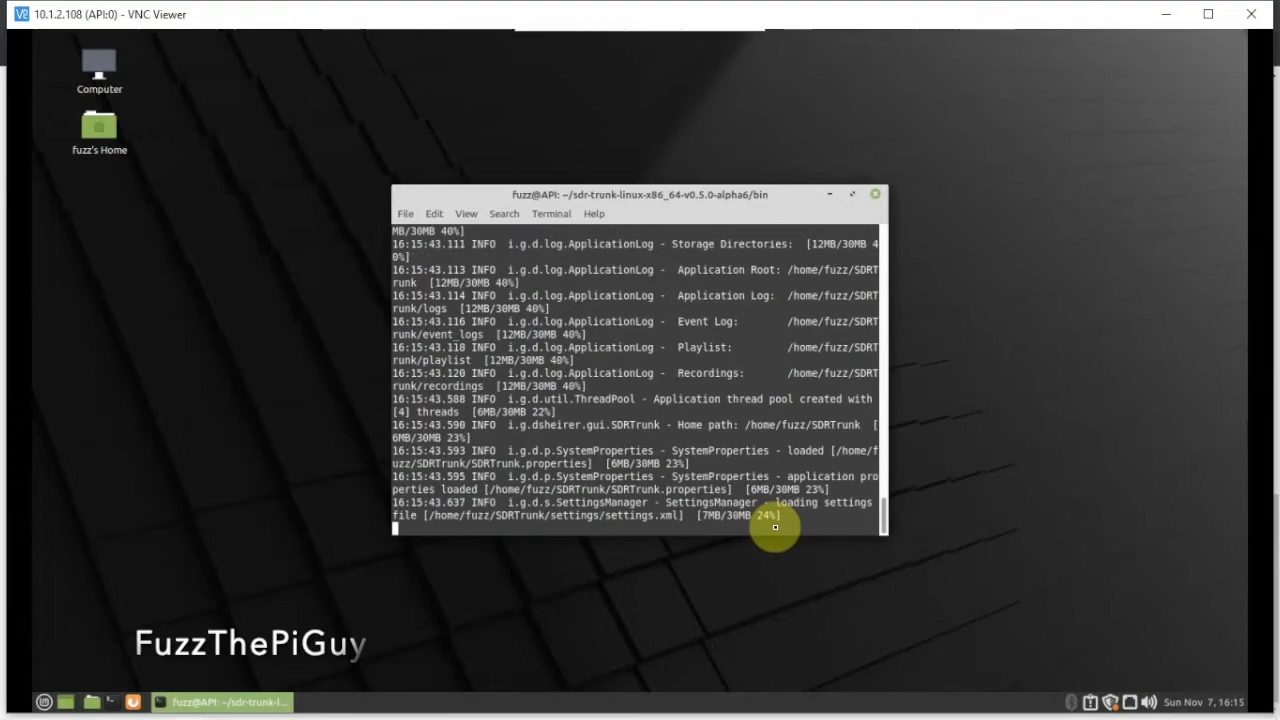 10.1.2.108 (API:0) - VNC Viewer
Computer
fuzz's Home
fuzz@API: ~/sdr-trunk-linux-x86_64-v0.5.0-alpha6/bin
File Edit View Search Terminal Help
MB/30MB 40%]
16:15:43.111 INFO  i.g.d.log.ApplicationLog - Storage Directories:  [12MB/30MB 4
0%]
16:15:43.113 INFO  i.g.d.log.ApplicationLog -  Application Root: /home/fuzz/SDRT
runk  [12MB/30MB 40%]
16:15:43.114 INFO  i.g.d.log.ApplicationLog -  Application Log:  /home/fuzz/SDRT
runk/logs  [12MB/30MB 40%]
16:15:43.116 INFO  i.g.d.log.ApplicationLog -  Event Log:        /home/fuzz/SDRT
runk/event_logs  [12MB/30MB 40%]
16:15:43.118 INFO  i.g.d.log.ApplicationLog -  Playlist:         /home/fuzz/SDRT
runk/playlist  [12MB/30MB 40%]
16:15:43.120 INFO  i.g.d.log.ApplicationLog -  Recordings:       /home/fuzz/SDRT
runk/recordings  [12MB/30MB 40%]
16:15:43.588 INFO  i.g.d.util.ThreadPool - Application thread pool created with
[4] threads  [6MB/30MB 22%]
16:15:43.590 INFO  i.g.dsheirer.gui.SDRTrunk - Home path: /home/fuzz/SDRTrunk  [
6MB/30MB 23%]
16:15:43.593 INFO  i.g.d.p.SystemProperties - SystemProperties - loaded [/home/f
uzz/SDRTrunk/SDRTrunk.properties]  [6MB/30MB 23%]
16:15:43.595 INFO  i.g.d.p.SystemProperties - SystemProperties - application pro
perties loaded [/home/fuzz/SDRTrunk/SDRTrunk.properties]  [6MB/30MB 23%]
16:15:43.637 INFO  i.g.d.s.SettingsManager - SettingsManager - loading settings
file [/home/fuzz/SDRTrunk/settings/settings.xml]  [7MB/30MB 24%]
FuzzThePiGuy
fuzz@API: ~/sdr-trunk-l...
Sun Nov 7, 16:15